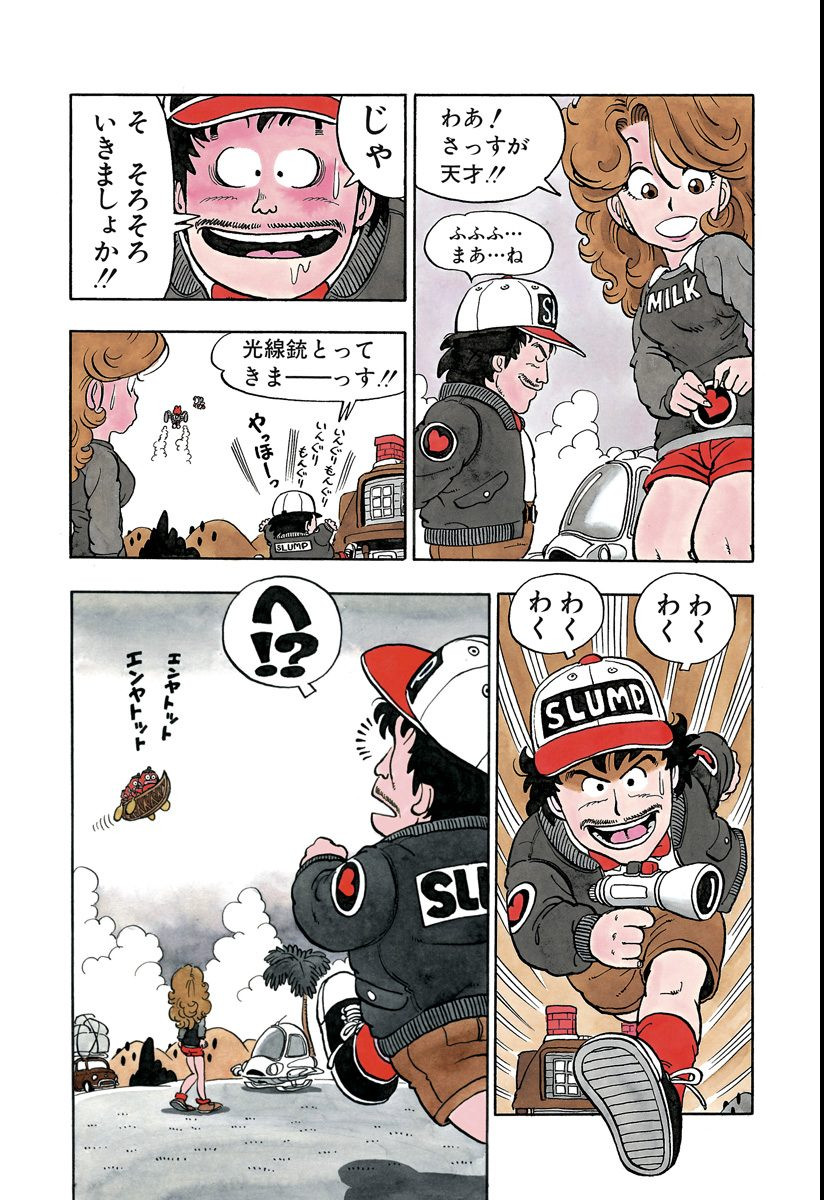 わあ！
さっすが
天才!!
MILK
ふふふ…
まあ…ね
SL
じゃ
そ　そろそろ
いきましょか!!
光線銃とって
きま――っす!!
いんぐりもんぐり
いんぐり
もんぐり
やっほーっ
SLUMP
わく
わく
わく
わく
SLUMP
へ
!?
エンヤトット
エンヤトット
SLU